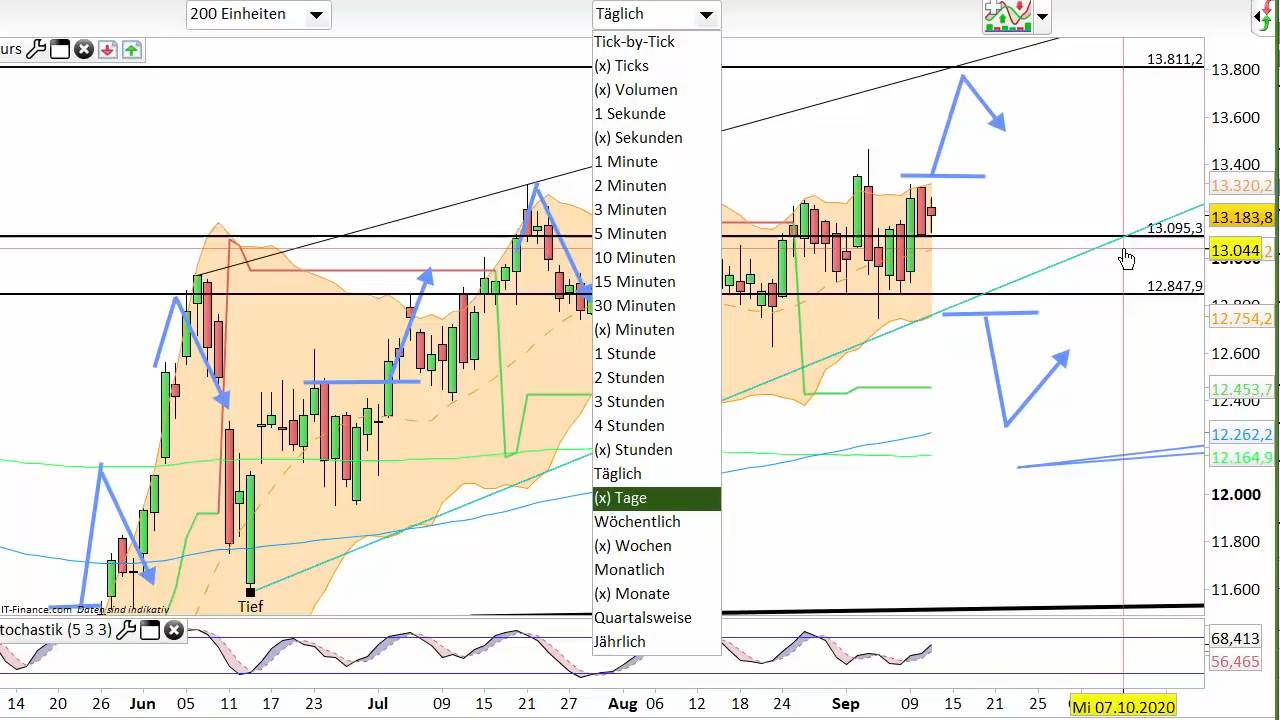 200 Einheiten
Täglich
urs
Tick-by-Tick
(x) Ticks
(x) Volumen
1 Sekunde
(x) Sekunden
1 Minute
2 Minuten
3 Minuten
5 Minuten
10 Minuten
15 Minuten
30 Minuten
(x) Minuten
1 Stunde
2 Stunden
3 Stunden
4 Stunden
(x) Stunden
Täglich
(x) Tage
Wöchentlich
(x) Wochen
Monatlich
(x) Monate
Quartalsweise
Jährlich
13.811,2
13.095,3
12.847,9
13.800
13.600
13.400
13.320,2
13.183,8
13.044,2
12.754,2
12.600
12.453,7
12.400
12.262,2
12.164,9
12.000
11.800
11.600
Tief
IT-Finance.com Daten sind indikativ
tochastik (5 3 3)
68,413
56,465
14 20 26 Jun 05 11 17 23 Jul 09 15 21 27 Aug 06 12 18 24 Sep 09 15 21 25 Mi 07.10.2020